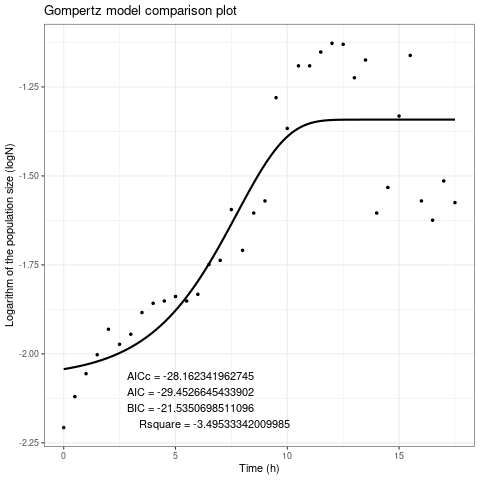 Gompertz model comparison plot
Logarithm of the population size (logN)
-1.25
-1.50
-1.75
-2.00
-2.25
AICc = -28.162341962745
AIC = -29.4526645433902
BIC = -21.5350698511096
Rsquare = -3.49533342009985
0 5 10 15
Time (h)